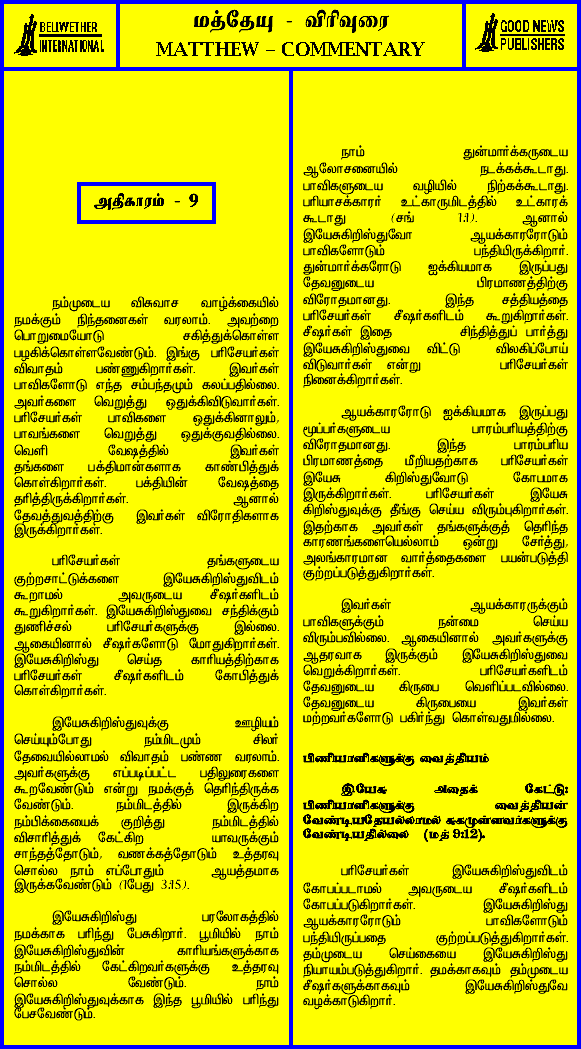 BELIWETHER
INTERNATIONAL
மத்தேயு - விரிவுரை
MATTHEW – COMMENTARY
GOOD NEWS
PUBLISHERS
அதிகாரம் - 9
நம்முடைய விசுவாச வாழ்க்கையில்
நமக்கும் நிந்தனைகள் வரலாம். அவற்றை
பொறுமையோடு சகித்துக்கொள்ள
பழகிக்கொள்ளவேண்டும். இங்கு பரிசேயர்கள்
விவாதம் பண்ணுகிறார்கள். இவர்கள்
பாவிகளோடு எந்த சம்பந்தமும் கலப்பதில்லை.
அவர்களை வெறுத்து ஒதுக்கிவிடுவார்கள்.
பரிசேயர்கள் பாவிகளை ஒதுக்கினாலும்,
பாவங்களை வெறுத்து ஒதுக்குவதில்லை.
வெளி வேஷத்தில் இவர்கள்
தங்களை பக்திமான்களாக காண்பித்துக்
கொள்கிறார்கள். பக்தியின் வேஷத்தை
தரித்திருக்கிறார்கள். ஆனால்
தேவத்துவத்திற்கு இவர்கள் விரோதிகளாக
இருக்கிறார்கள்.
பரிசேயர்கள் தங்களுடைய
குற்றசாட்டுக்களை இயேசுகிறிஸ்துவிடம்
கூறாமல் அவருடைய சீஷர்களிடம்
கூறுகிறார்கள். இயேசுகிறிஸ்துவை சந்திக்கும்
துணிச்சல் பரிசேயர்களுக்கு இல்லை.
ஆகையினால் சீஷர்களோடு மோதுகிறார்கள்.
இயேசுகிறிஸ்து செய்த காரியத்திற்காக
பரிசேயர்கள் சீஷர்களிடம் கோபித்துக்
கொள்கிறார்கள்.
இயேசுகிறிஸ்துவுக்கு ஊழியம்
செய்யும்போது நம்மிடமும் சிலர்
தேவையில்லாமல் விவாதம் பண்ண வரலாம்.
அவர்களுக்கு எப்படிப்பட்ட பதிலுரைகளை
கூறவேண்டும் என்று நமக்குத் தெரிந்திருக்க
வேண்டும். நம்மிடத்தில் இருக்கிற
நம்பிக்கையைக் குறித்து நம்மிடத்தில்
விசாரித்துக் கேட்கிற யாவருக்கும்
சாந்தத்தோடும், வணக்கத்தோடும் உத்தரவு
சொல்ல நாம் எப்போதும் ஆயத்தமாக
இருக்கவேண்டும் (1பேது 3:15).
இயேசுகிறிஸ்து பரலோகத்தில்
நமக்காக பரிந்து பேசுகிறார். பூமியில் நாம்
இயேசுகிறிஸ்துவின் காரியங்களுக்காக
நம்மிடத்தில் கேட்கிறவர்களுக்கு உத்தரவு
சொல்ல வேண்டும். நாம்
இயேசுகிறிஸ்துவுக்காக இந்த பூமியில் பரிந்து
பேசவேண்டும்.
நாம் துன்மார்க்கருடைய
ஆலோசனையில் நடக்கக்கூடாது.
பாவிகளுடைய வழியில் நிற்கக்கூடாது.
பரியாசக்காரர் உட்காருமிடத்தில் உட்காரக்
கூடாது (சங் 1:1). ஆனால்
இயேசுகிறிஸ்துவோ ஆயக்காரரோடும்
பாவிகளோடும் பந்தியிருக்கிறார்.
துன்மார்க்கரோடு ஐக்கியமாக இருப்பது
தேவனுடைய பிரமாணத்திற்கு
விரோதமானது. இந்த சத்தியத்தை
பரிசேயர்கள் சீஷர்களிடம் கூறுகிறார்கள்.
சீஷர்கள் இதை சிந்தித்துப் பார்த்து
இயேசுகிறிஸ்துவை விட்டு விலகிப்போய்
விடுவார்கள் என்று பரிசேயர்கள்
நினைக்கிறார்கள்.
ஆயக்காரரோடு ஐக்கியமாக இருப்பது
மூப்பர்களுடைய பாரம்பரியத்திற்கு
விரோதமானது. இந்த பாரம்பரிய
பிரமாணத்தை மீறியதற்காக பரிசேயர்கள்
இயேசு கிறிஸ்துவோடு கோபமாக
இருக்கிறார்கள். பரிசேயர்கள் இயேசு
கிறிஸ்துவுக்கு தீங்கு செய்ய விரும்புகிறார்கள்.
இதற்காக அவர்கள் தங்களுக்குத் தெரிந்த
காரணங்களையெல்லாம் ஒன்று சேர்த்து,
அலங்காரமான வார்த்தைகளை பயன்படுத்தி
குற்றப்படுத்துகிறார்கள்.
இவர்கள் ஆயக்காரருக்கும்
பாவிகளுக்கும் நன்மை செய்ய
விரும்பவில்லை. ஆகையினால் அவர்களுக்கு
ஆதரவாக இருக்கும் இயேசுகிறிஸ்துவை
வெறுக்கிறார்கள். பரிசேயர்களிடம்
தேவனுடைய கிருபை வெளிப்படவில்லை.
தேவனுடைய கிருபையை இவர்கள்
மற்றவர்களோடு பகிர்ந்து கொள்வதுமில்லை.
பிணியாளிகளுக்கு வைத்தியம்
இயேசு அதைக் கேட்டு:
பிணியாளிகளுக்கு வைத்தியன்
வேண்டியதேயல்லாமல் சுகமுள்ளவர்களுக்கு
வேண்டியதில்லை (மத் 9:12).
பரிசேயர்கள் இயேசுகிறிஸ்துவிடம்
கோபப்படாமல் அவருடைய சீஷர்களிடம்
கோபப்படுகிறார்கள். இயேசுகிறிஸ்து
ஆயக்காரரோடும் பாவிகளோடும்
பந்தியிருப்பதை குற்றப்படுத்துகிறார்கள்.
தம்முடைய செய்கையை இயேசுகிறிஸ்து
நியாயப்படுத்துகிறார். தமக்காகவும் தம்முடைய
சீஷர்களுக்காகவும் இயேசுகிறிஸ்துவே
வழக்காடுகிறார்.